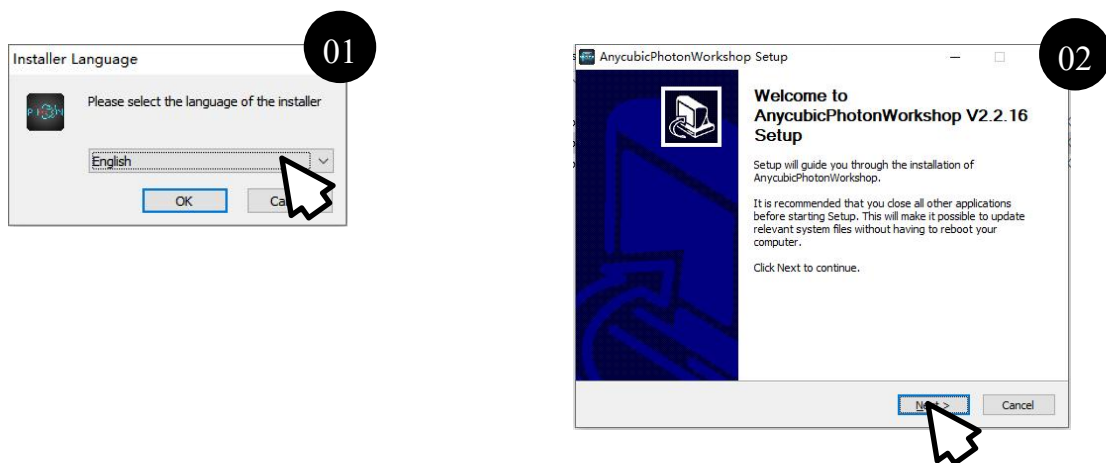 01
Installer Language
Please select the language of the installer
English
OK
02
AnycubicPhotonWorkshop Setup
Welcome to
AnycubicPhotonWorkshop V2.2.16
Setup
Setup will guide you through the installation of
AnycubicPhotonWorkshop.
It is recommended that you close all other applications
before starting Setup. This will make it possible to update
relevant system files without having to reboot your
computer.
Click Next to continue.
Next >
Cancel